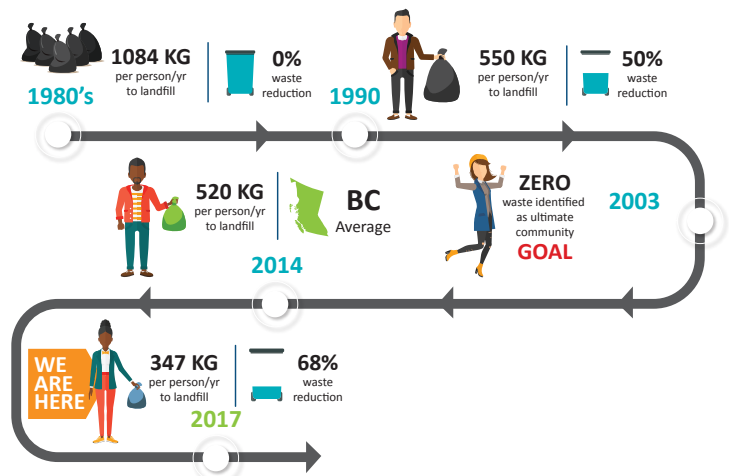 1084 KG
per person/yr
to landfill
0%
waste
reduction
1980's
550 KG
per person/yr
to landfill
50%
waste
reduction
1990
ZERO
waste identified
as ultimate
community
GOAL
2003
520 KG
per person/yr
to landfill
BC
Average
2014
WE
ARE
HERE
347 KG
per person/yr
to landfill
68%
waste
reduction
2017